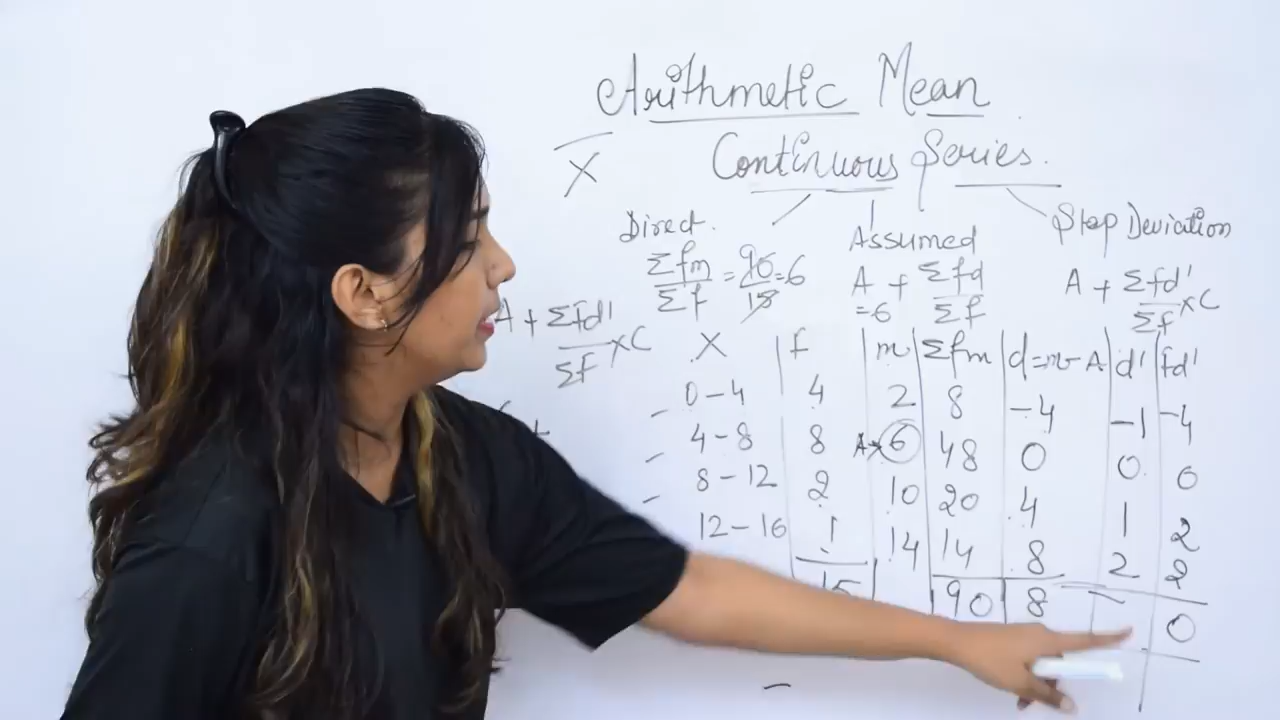 Arithmetic Mean
X̄
Continuous Series.
Direct.
Assumed
Step Deviation
Σfm/Σf = 90/15 = 6
A + Σfd/Σf
= 6
A + Σfd'/Σf × C
A + Σfd'/Σf × C
X f m Σfm d=m-A d' fd'
0-4 4 2 8 -4 -1 -4
4-8 8 A→6 48 0 0 0
8-12 2 10 20 4 1 2
12-16 1 14 14 8 2 2
15 90 8 - 0